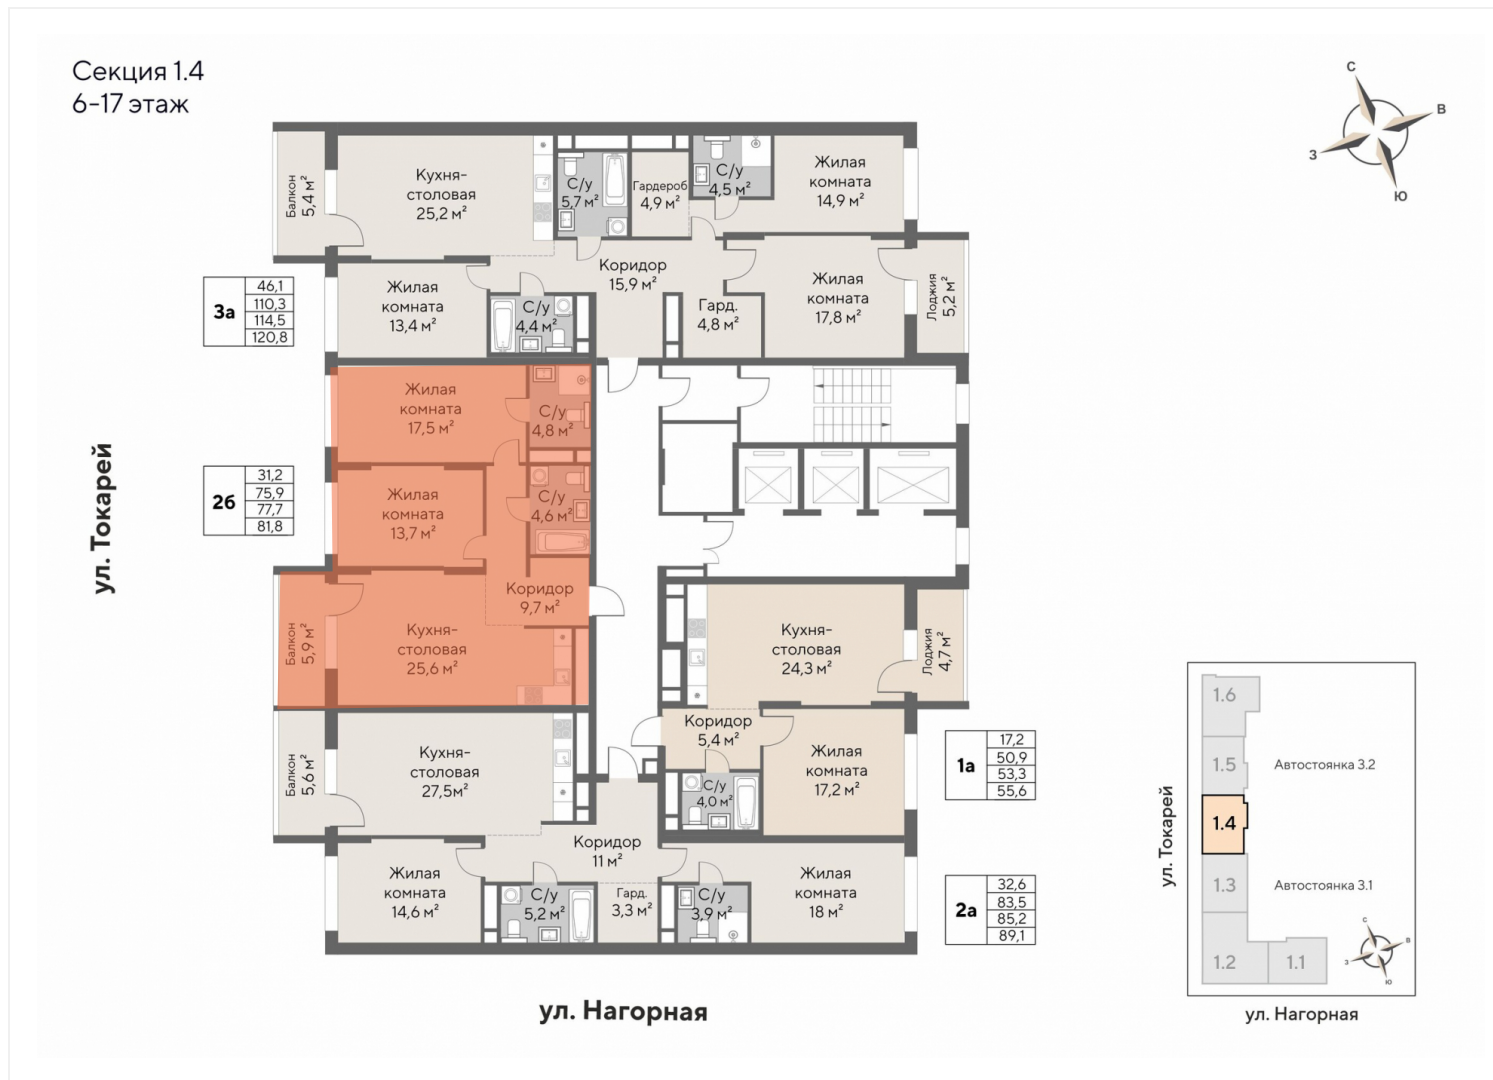 Секция 1.4
6-17 этаж
С
В
З
Ю
Балкон
5,4 м²
Кухня-
столовая
25,2 м²
С/у
5,7 м²
Гардероб
4,9 м²
С/у
4,5 м²
Жилая
комната
14,9 м²
3а
46,1
110,3
114,5
120,8
Жилая
комната
13,4 м²
С/у
4,4 м²
Коридор
15,9 м²
Гард.
4,8 м²
Жилая
комната
17,8 м²
Лоджия
5,2 м²
Жилая
комната
17,5 м²
С/у
4,8 м²
ул. Токарей
2б
31,2
75,9
77,7
81,8
Жилая
комната
13,7 м²
С/у
4,6 м²
Коридор
9,7 м²
Балкон
5,9 м²
Кухня-
столовая
25,6 м²
Кухня-
столовая
24,3 м²
Лоджия
4,7 м²
Балкон
5,6 м²
Кухня-
столовая
27,5м²
Коридор
5,4 м²
Жилая
комната
17,2 м²
С/у
4,0 м²
1а
17,2
50,9
53,3
55,6
Коридор
11 м²
Жилая
комната
14,6 м²
С/у
5,2 м²
Гард.
3,3 м²
С/у
3,9 м²
Жилая
комната
18 м²
2а
32,6
83,5
85,2
89,1
ул. Нагорная
1.6
1.5
Автостоянка 3.2
1.4
ул. Токарей
1.3
Автостоянка 3.1
1.2
1.1
С
В
З
Ю
ул. Нагорная